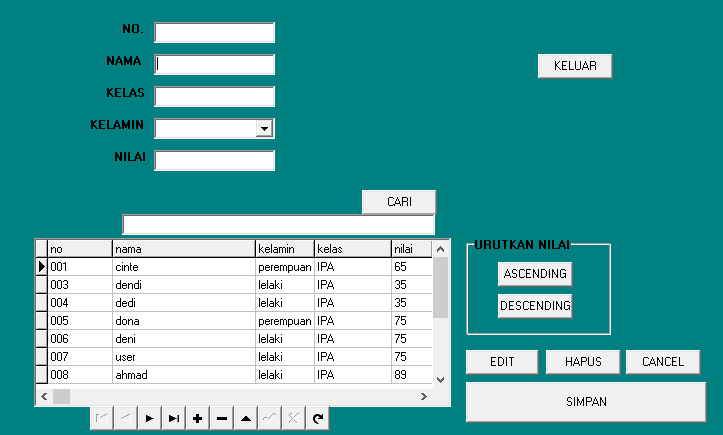 NO.
NAMA
KELUAR
KELAS
KELAMIN
NILAI
CARI
no nama kelamin kelas nilai
001 cinte perempuan IPA 65
003 dendi lelaki IPA 35
004 dedi lelaki IPA 35
005 dona perempuan IPA 75
006 deni lelaki IPA 75
007 user lelaki IPA 75
008 ahmad lelaki IPA 89
URUTKAN NILAI
ASCENDING
DESCENDING
EDIT HAPUS CANCEL
SIMPAN